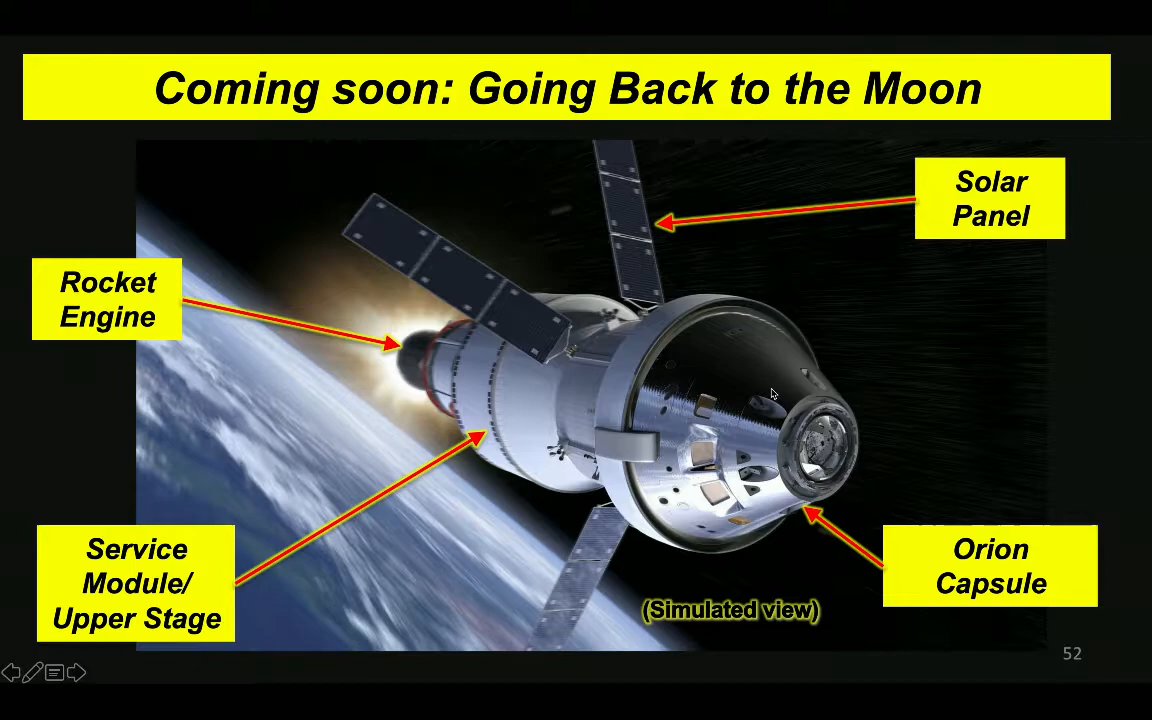 Coming soon: Going Back to the Moon
Solar
Panel
Rocket
Engine
Service
Module/
Upper Stage
Orion
Capsule
(Simulated view)
52